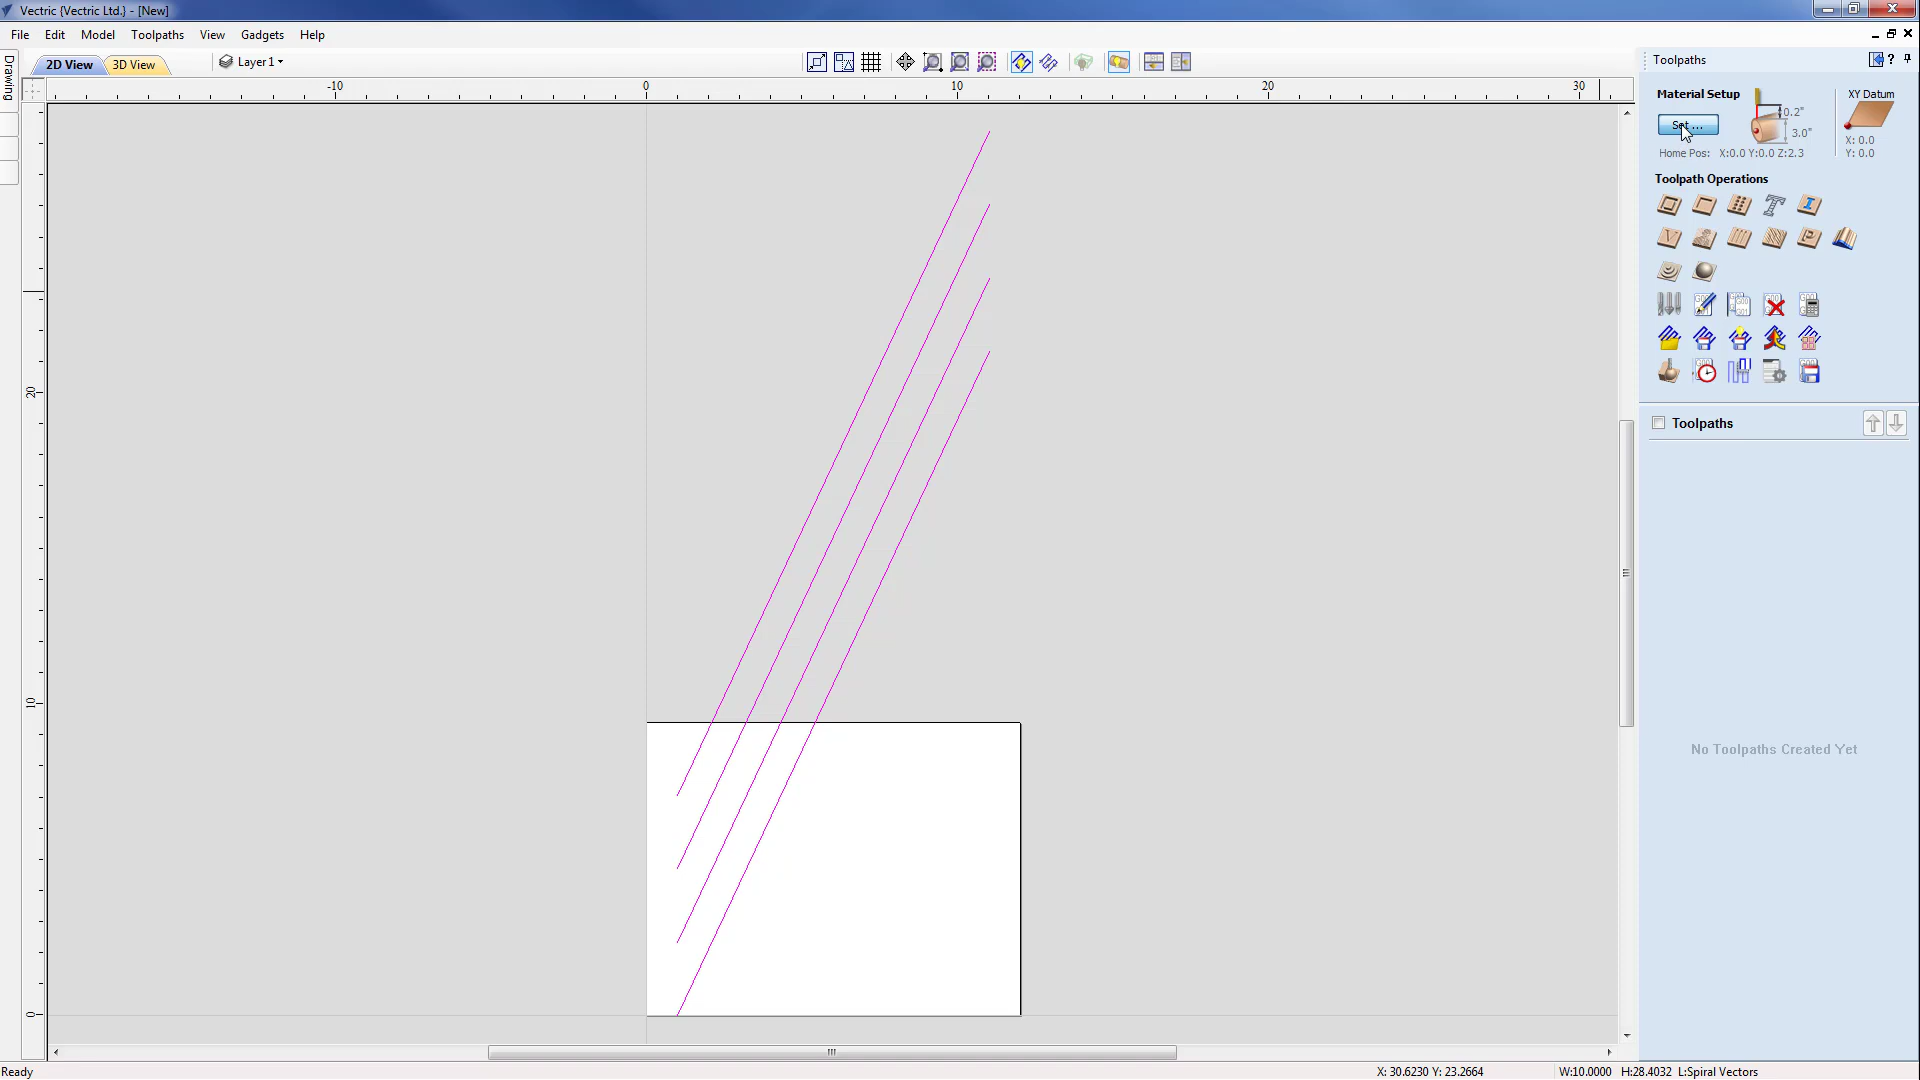 Vectric {Vectric Ltd.} - [New]
File Edit Model Toolpaths View Gadgets Help
Drawing
2D View 3D View Layer 1
Toolpaths ?
-10 0 10 20 30
20
10
0
Material Setup
Set ...
0.2"
3.0"
Home Pos: X:0.0 Y:0.0 Z:2.3
XY Datum
X: 0.0
Y: 0.0
Toolpath Operations
Toolpaths
No Toolpaths Created Yet
Ready
X: 30.6230 Y: 23.2664 W:10.0000 H:28.4032 L:Spiral Vectors